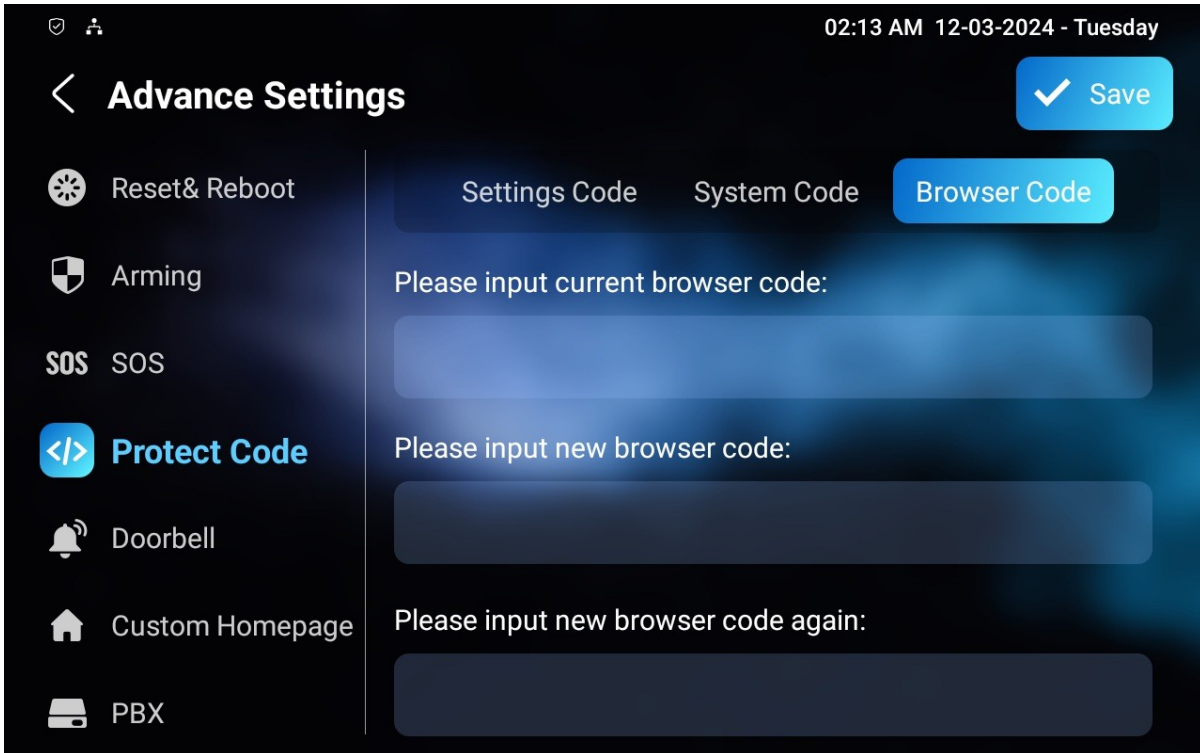 02:13 AM 12-03-2024 - Tuesday
Advance Settings
Save
Reset& Reboot
Arming
SOS SOS
Protect Code
Doorbell
Custom Homepage
PBX
Settings Code System Code Browser Code
Please input current browser code:
Please input new browser code:
Please input new browser code again: